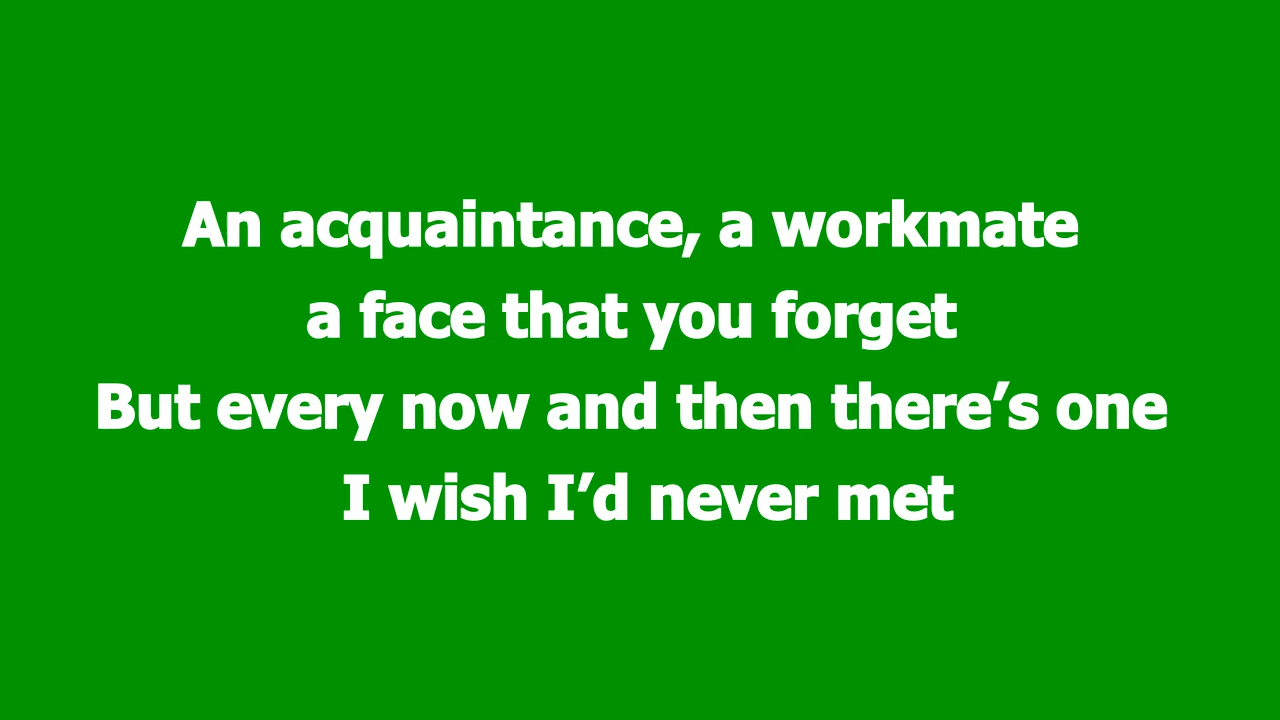 An acquaintance, a workmate
a face that you forget
But every now and then there’s one
I wish I’d never met